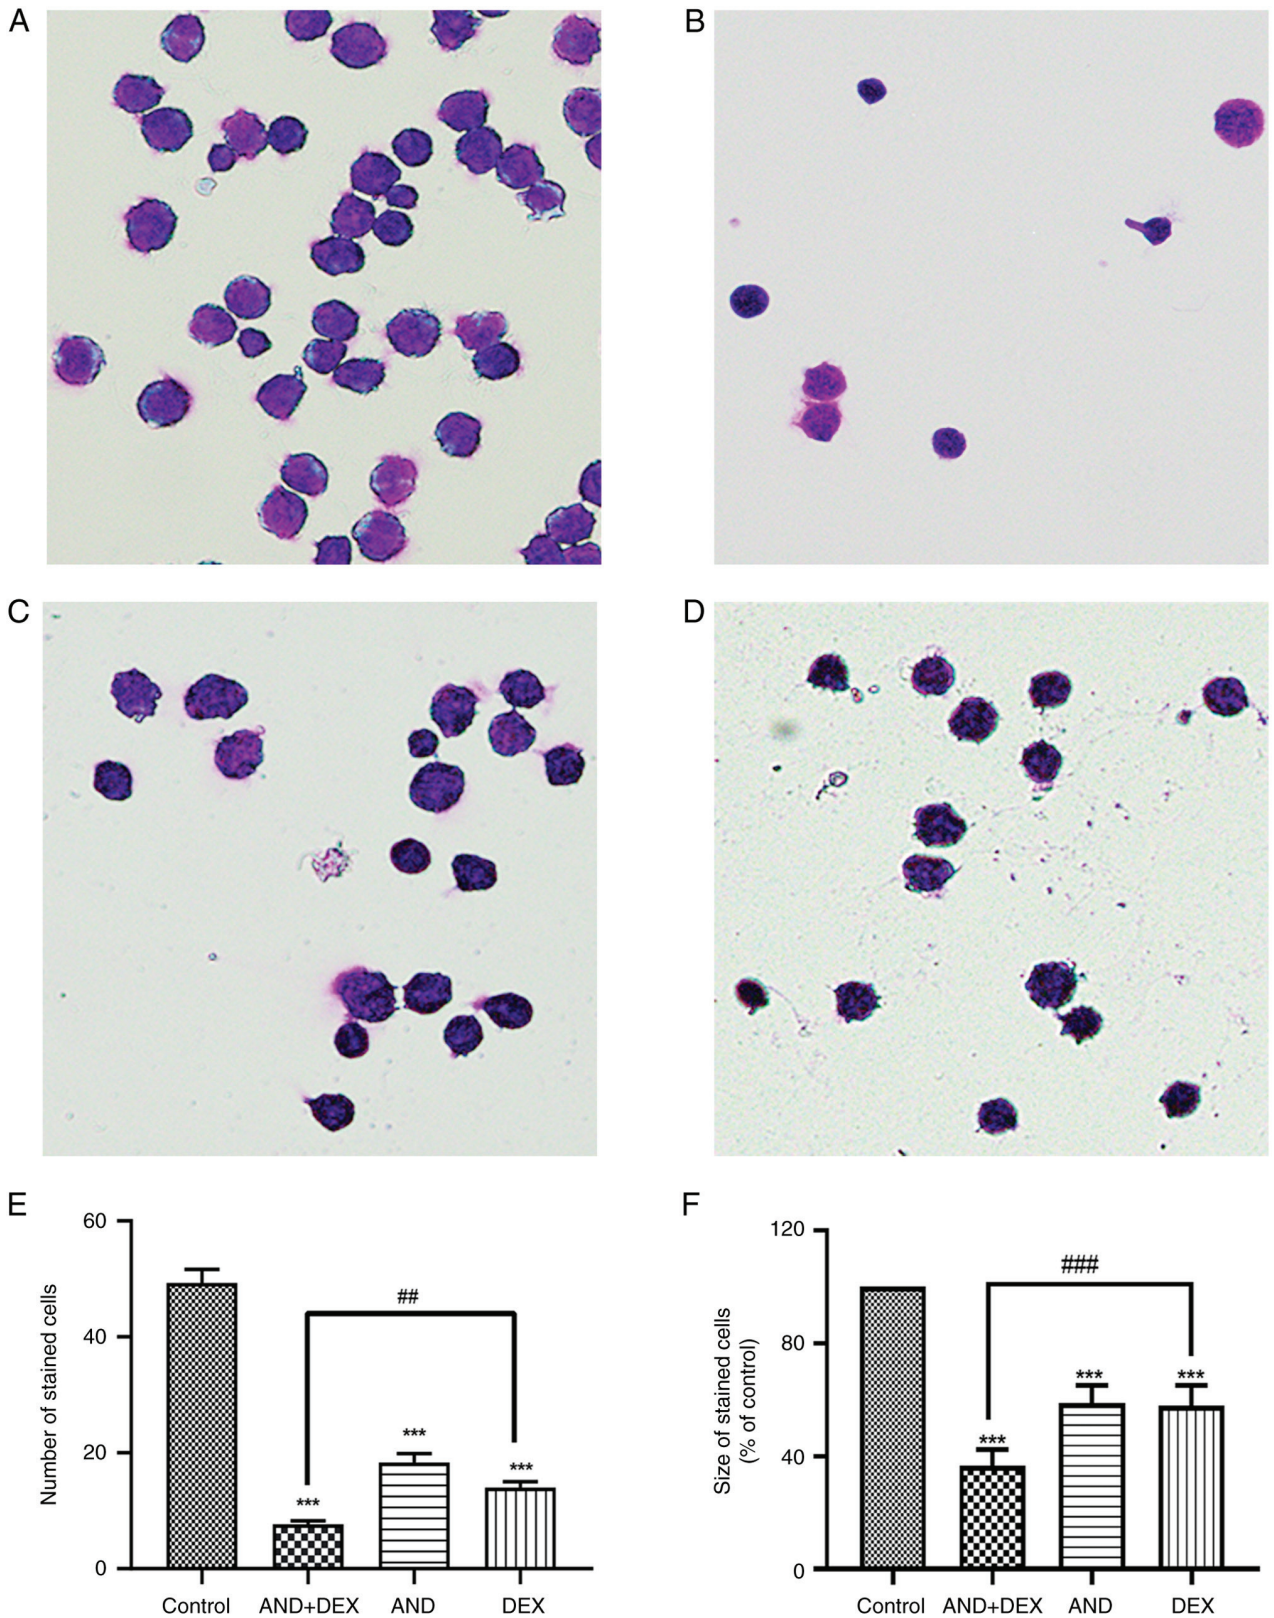 A
B
C
D
E
60
40
20
0
Number of stained cells
##
***
***
***
Control
AND+DEX
AND
DEX
F
120
80
40
0
Size of stained cells
(% of control)
###
***
***
***
Control
AND+DEX
AND
DEX